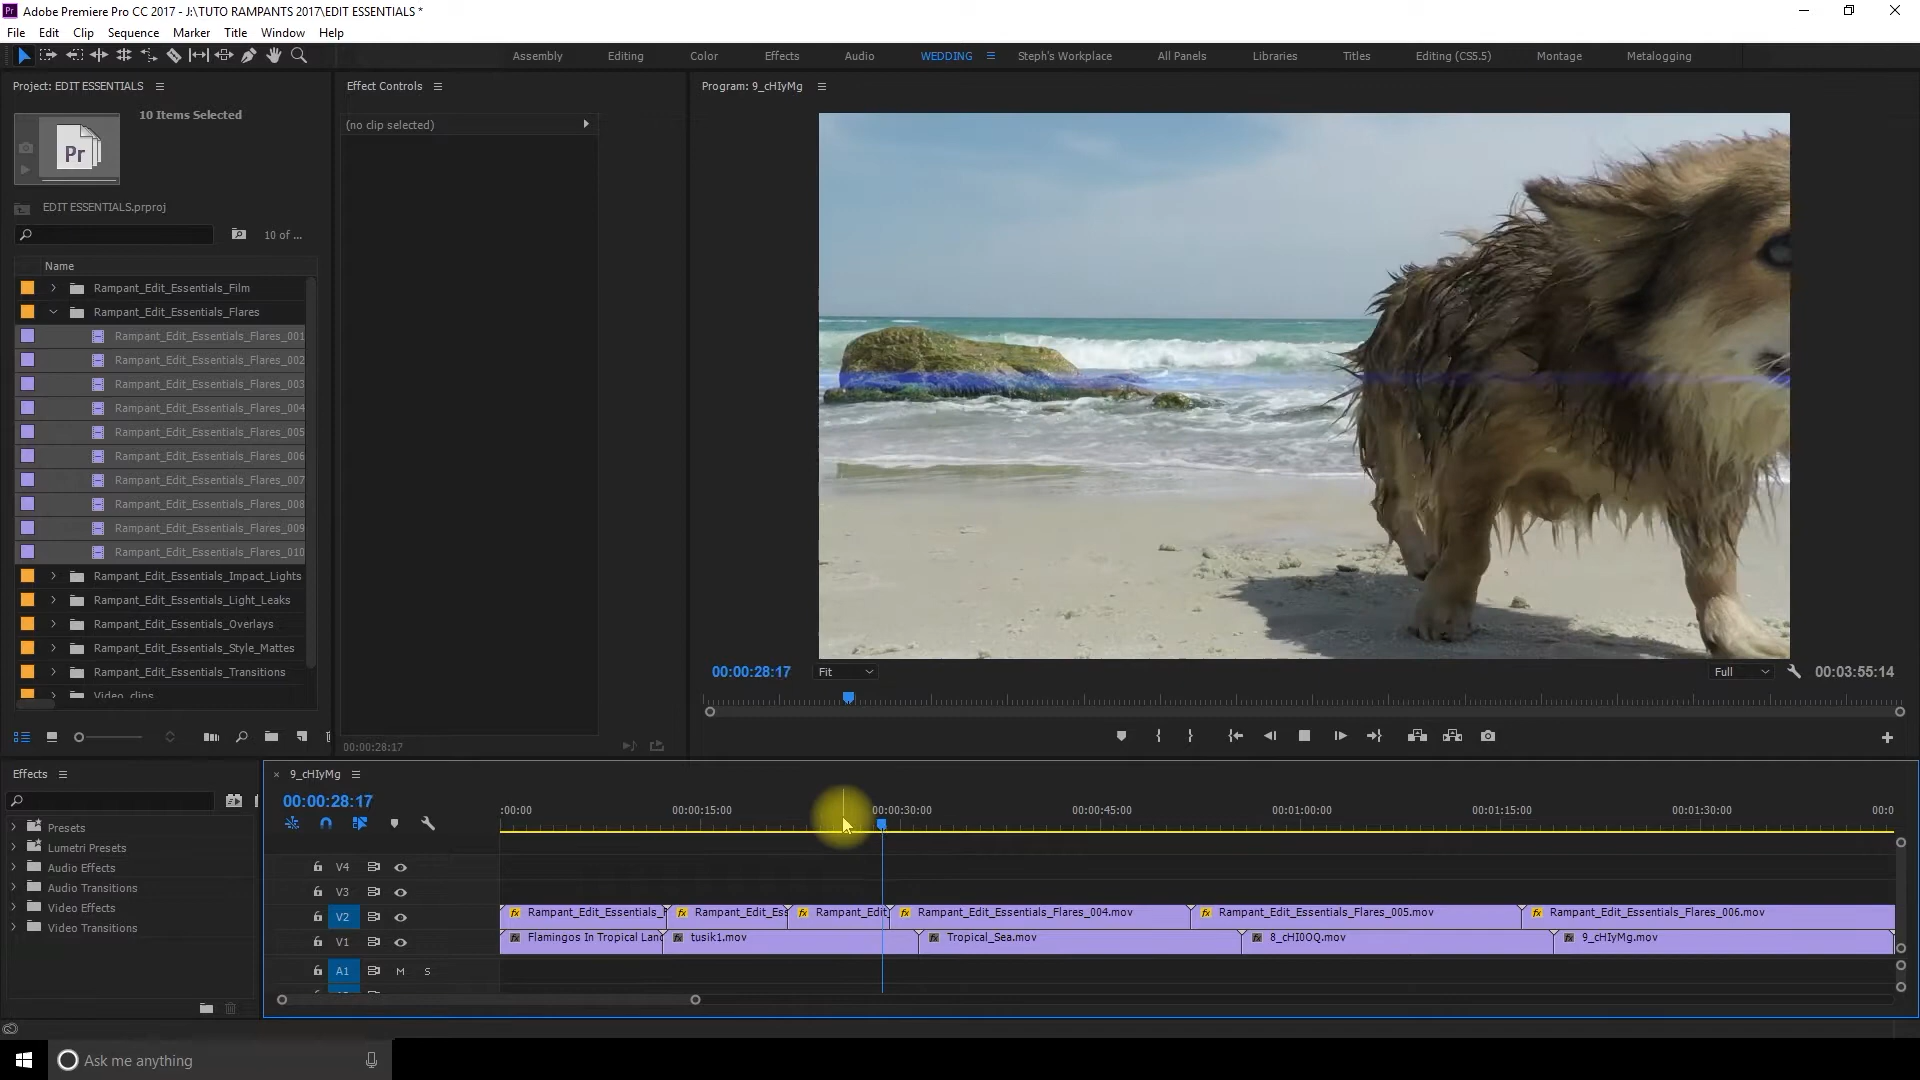 Adobe Premiere Pro CC 2017 - J:\TUTO RAMPANTS 2017\EDIT ESSENTIALS *
File Edit Clip Sequence Marker Title Window Help
Assembly Editing Color Effects Audio WEDDING Steph's Workplace All Panels Libraries Titles Editing (CS5.5) Montage Metalogging
Project: EDIT ESSENTIALS
10 Items Selected
Pr
EDIT ESSENTIALS.prproj
10 of ...
Name
Rampant_Edit_Essentials_Film
Rampant_Edit_Essentials_Flares
Rampant_Edit_Essentials_Flares_001
Rampant_Edit_Essentials_Flares_002
Rampant_Edit_Essentials_Flares_003
Rampant_Edit_Essentials_Flares_004
Rampant_Edit_Essentials_Flares_005
Rampant_Edit_Essentials_Flares_006
Rampant_Edit_Essentials_Flares_007
Rampant_Edit_Essentials_Flares_008
Rampant_Edit_Essentials_Flares_009
Rampant_Edit_Essentials_Flares_010
Rampant_Edit_Essentials_Impact_Lights
Rampant_Edit_Essentials_Light_Leaks
Rampant_Edit_Essentials_Overlays
Rampant_Edit_Essentials_Style_Mattes
Rampant_Edit_Essentials_Transitions
Video_clips
Effect Controls
(no clip selected)
00:00:28:17
Program: 9_cHIyMg
00:00:28:17 Fit Full 00:03:55:14
Effects
Presets
Lumetri Presets
Audio Effects
Audio Transitions
Video Effects
Video Transitions
9_cHIyMg
00:00:28:17
:00:00 00:00:15:00 00:00:30:00 00:00:45:00 00:01:00:00 00:01:15:00 00:01:30:00 00:0
V4
V3
V2 Rampant_Edit_Essentials_F Rampant_Edit_Ess Rampant_Edit_ Rampant_Edit_Essentials_Flares_004.mov Rampant_Edit_Essentials_Flares_005.mov Rampant_Edit_Essentials_Flares_006.mov
V1 Flamingos In Tropical Land tusik1.mov Tropical_Sea.mov 8_cHI0OQ.mov 9_cHIyMg.mov
A1 M S
Ask me anything